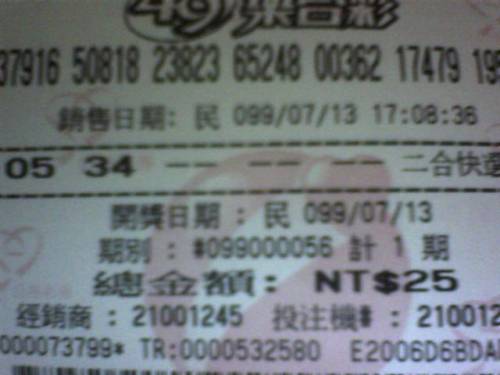 49樂合彩
37916 50818 23823 65248 00362 17479 195
銷售日期: 民 099/07/13 17:08:36
05 34 -- -- -- 二合快選
開獎日期 : 民 099/07/13
期別 : #099000056 計 1 期
總金額: NT$25
經銷商 : 21001245 投注機# : 210012
000073799* TR:0000532580 E2006D6BDA